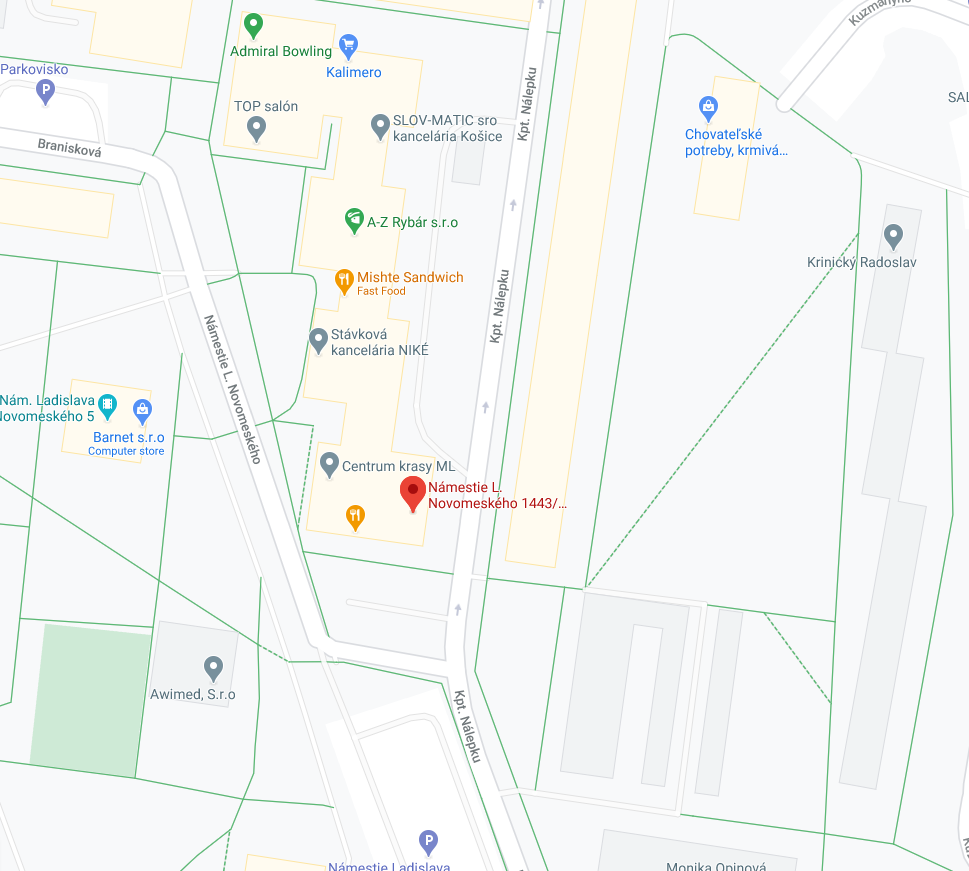 Kuzmányho
Admiral Bowling
Kalimero
Parkovisko
P
TOP salón
SLOV-MATIC sro
kancelária Košice
Kpt. Nálepku
SAL
Chovateľské
potreby, krmivá...
Branisková
A-Z Rybár s.r.o
Krinický Radoslav
Mishte Sandwich
Fast Food
Kpt. Nálepku
Stávková
kancelária NIKÉ
Námestie L. Novomeského
Nám. Ladislava
Novomeského 5
Barnet s.r.o
Computer store
Centrum krasy ML
Námestie L.
Novomeského 1443/...
Awimed, S.r.o
Kpt. Nálepku
P
Námestie Ladislava
Monika Opinová